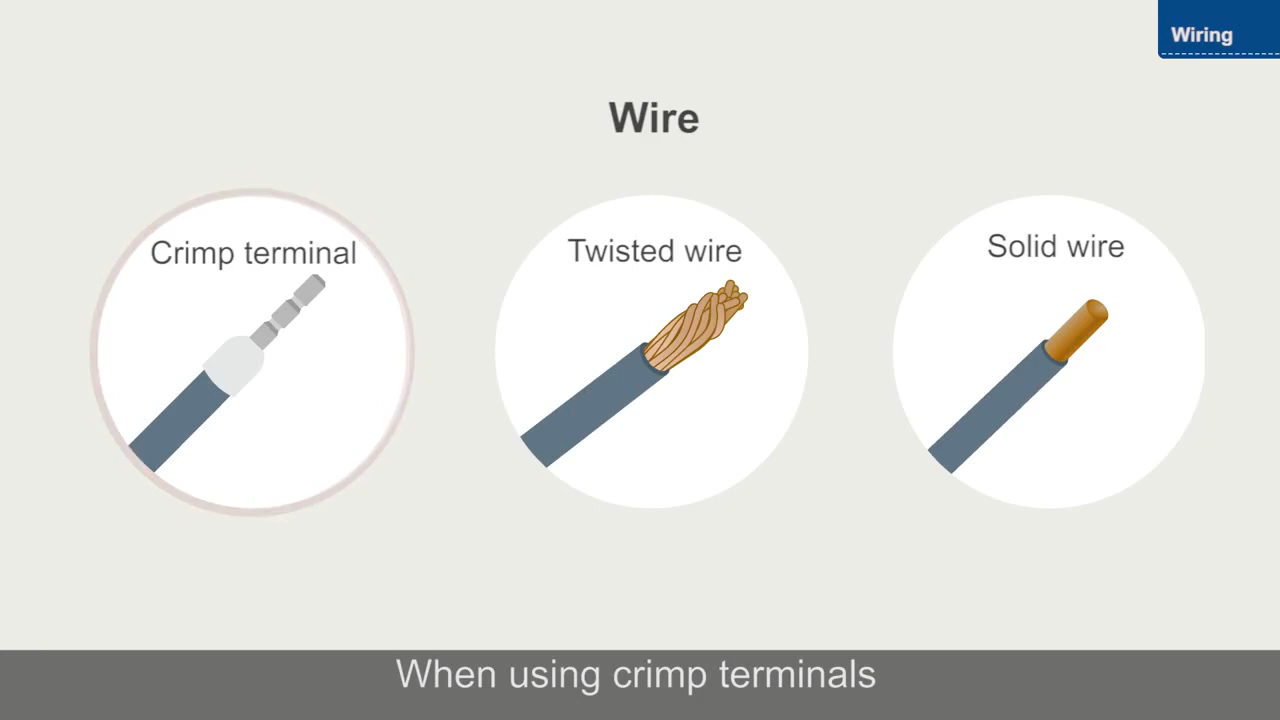 Wiring
Wire
Crimp terminal
Twisted wire
Solid wire
When using crimp terminals